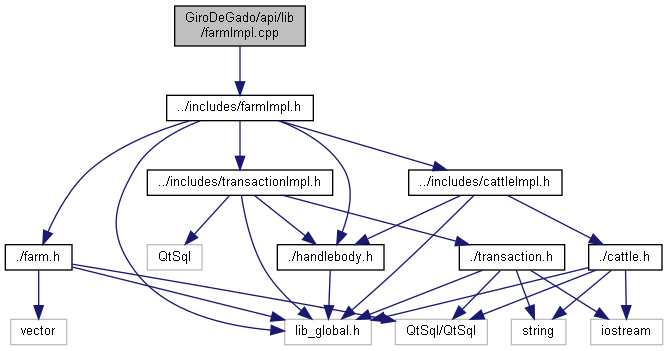 GiroDeGado/api/lib
/farmImpl.cpp
../includes/farmImpl.h
../includes/transactionImpl.h
../includes/cattleImpl.h
./farm.h
QtSql
./handlebody.h
./transaction.h
./cattle.h
vector
lib_global.h
QtSql/QtSql
string
iostream